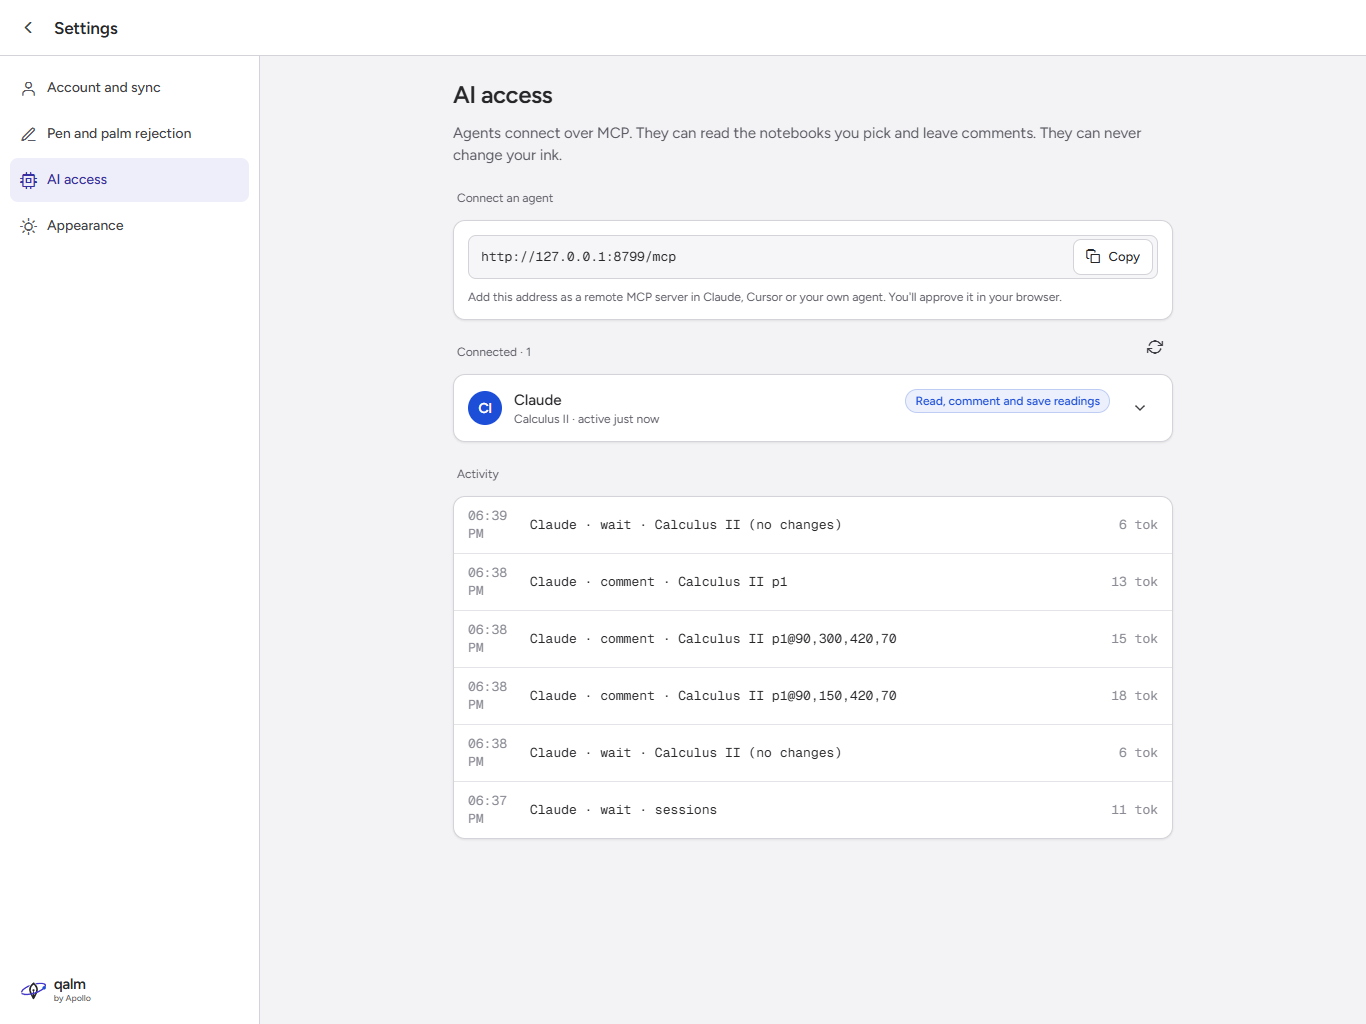 Settings
Account and sync
Pen and palm rejection
AI access
Appearance
AI access
Agents connect over MCP. They can read the notebooks you pick and leave comments. They can never
change your ink.
Connect an agent
http://127.0.0.1:8799/mcp
Copy
Add this address as a remote MCP server in Claude, Cursor or your own agent. You'll approve it in your browser.
Connected · 1
Cl
Claude
Read, comment and save readings
Calculus II · active just now
Activity
06:39 PM
Claude · wait · Calculus II (no changes)
6 tok
06:38 PM
Claude · comment · Calculus II p1
13 tok
06:38 PM
Claude · comment · Calculus II p1@90,300,420,70
15 tok
06:38 PM
Claude · comment · Calculus II p1@90,150,420,70
18 tok
06:38 PM
Claude · wait · Calculus II (no changes)
6 tok
06:37 PM
Claude · wait · sessions
11 tok
qalm
by Apollo